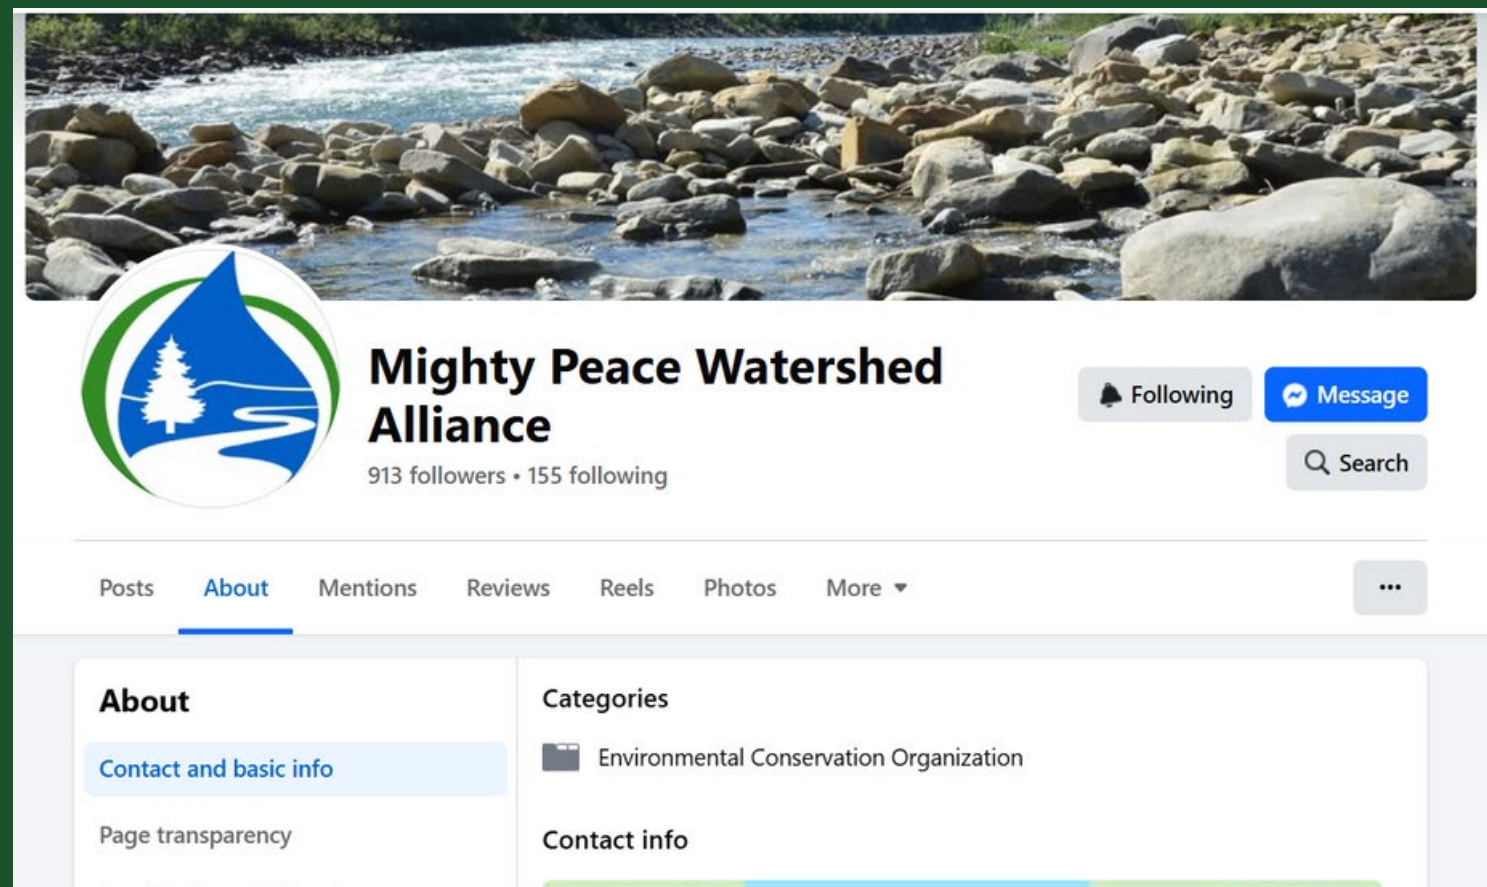 Mighty Peace Watershed
Alliance
913 followers • 155 following
Following
Message
Search
Posts
About
Mentions
Reviews
Reels
Photos
More
About
Contact and basic info
Page transparency
Categories
Environmental Conservation Organization
Contact info